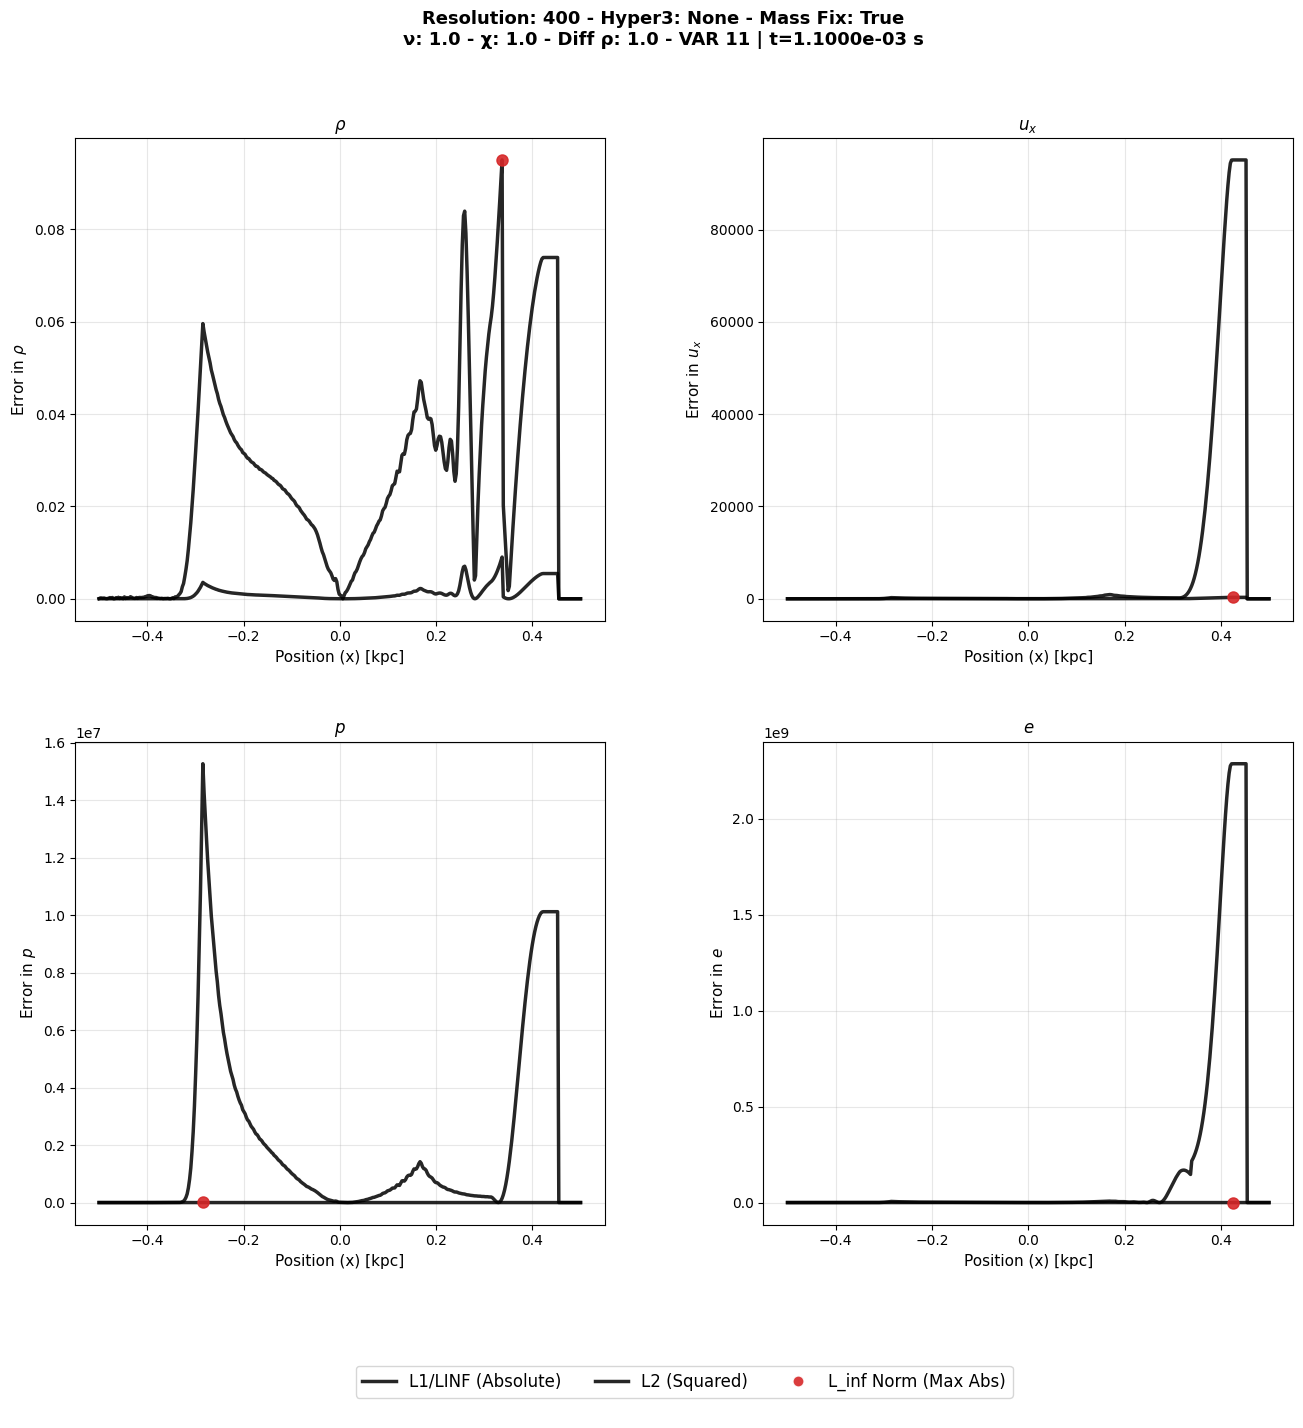 Resolution: 400 - Hyper3: None - Mass Fix: True
ν: 1.0 - χ: 1.0 - Diff ρ: 1.0 - VAR 11 | t=1.1000e-03 s
ρ
Error in ρ
0.08
0.06
0.04
0.02
0.00
−0.4 −0.2 0.0 0.2 0.4
Position (x) [kpc]
u_x
Error in u_x
80000
60000
40000
20000
0
−0.4 −0.2 0.0 0.2 0.4
Position (x) [kpc]
p
1e7
Error in p
1.6
1.4
1.2
1.0
0.8
0.6
0.4
0.2
0.0
−0.4 −0.2 0.0 0.2 0.4
Position (x) [kpc]
e
1e9
Error in e
2.0
1.5
1.0
0.5
0.0
−0.4 −0.2 0.0 0.2 0.4
Position (x) [kpc]
L1/LINF (Absolute) L2 (Squared) L_inf Norm (Max Abs)